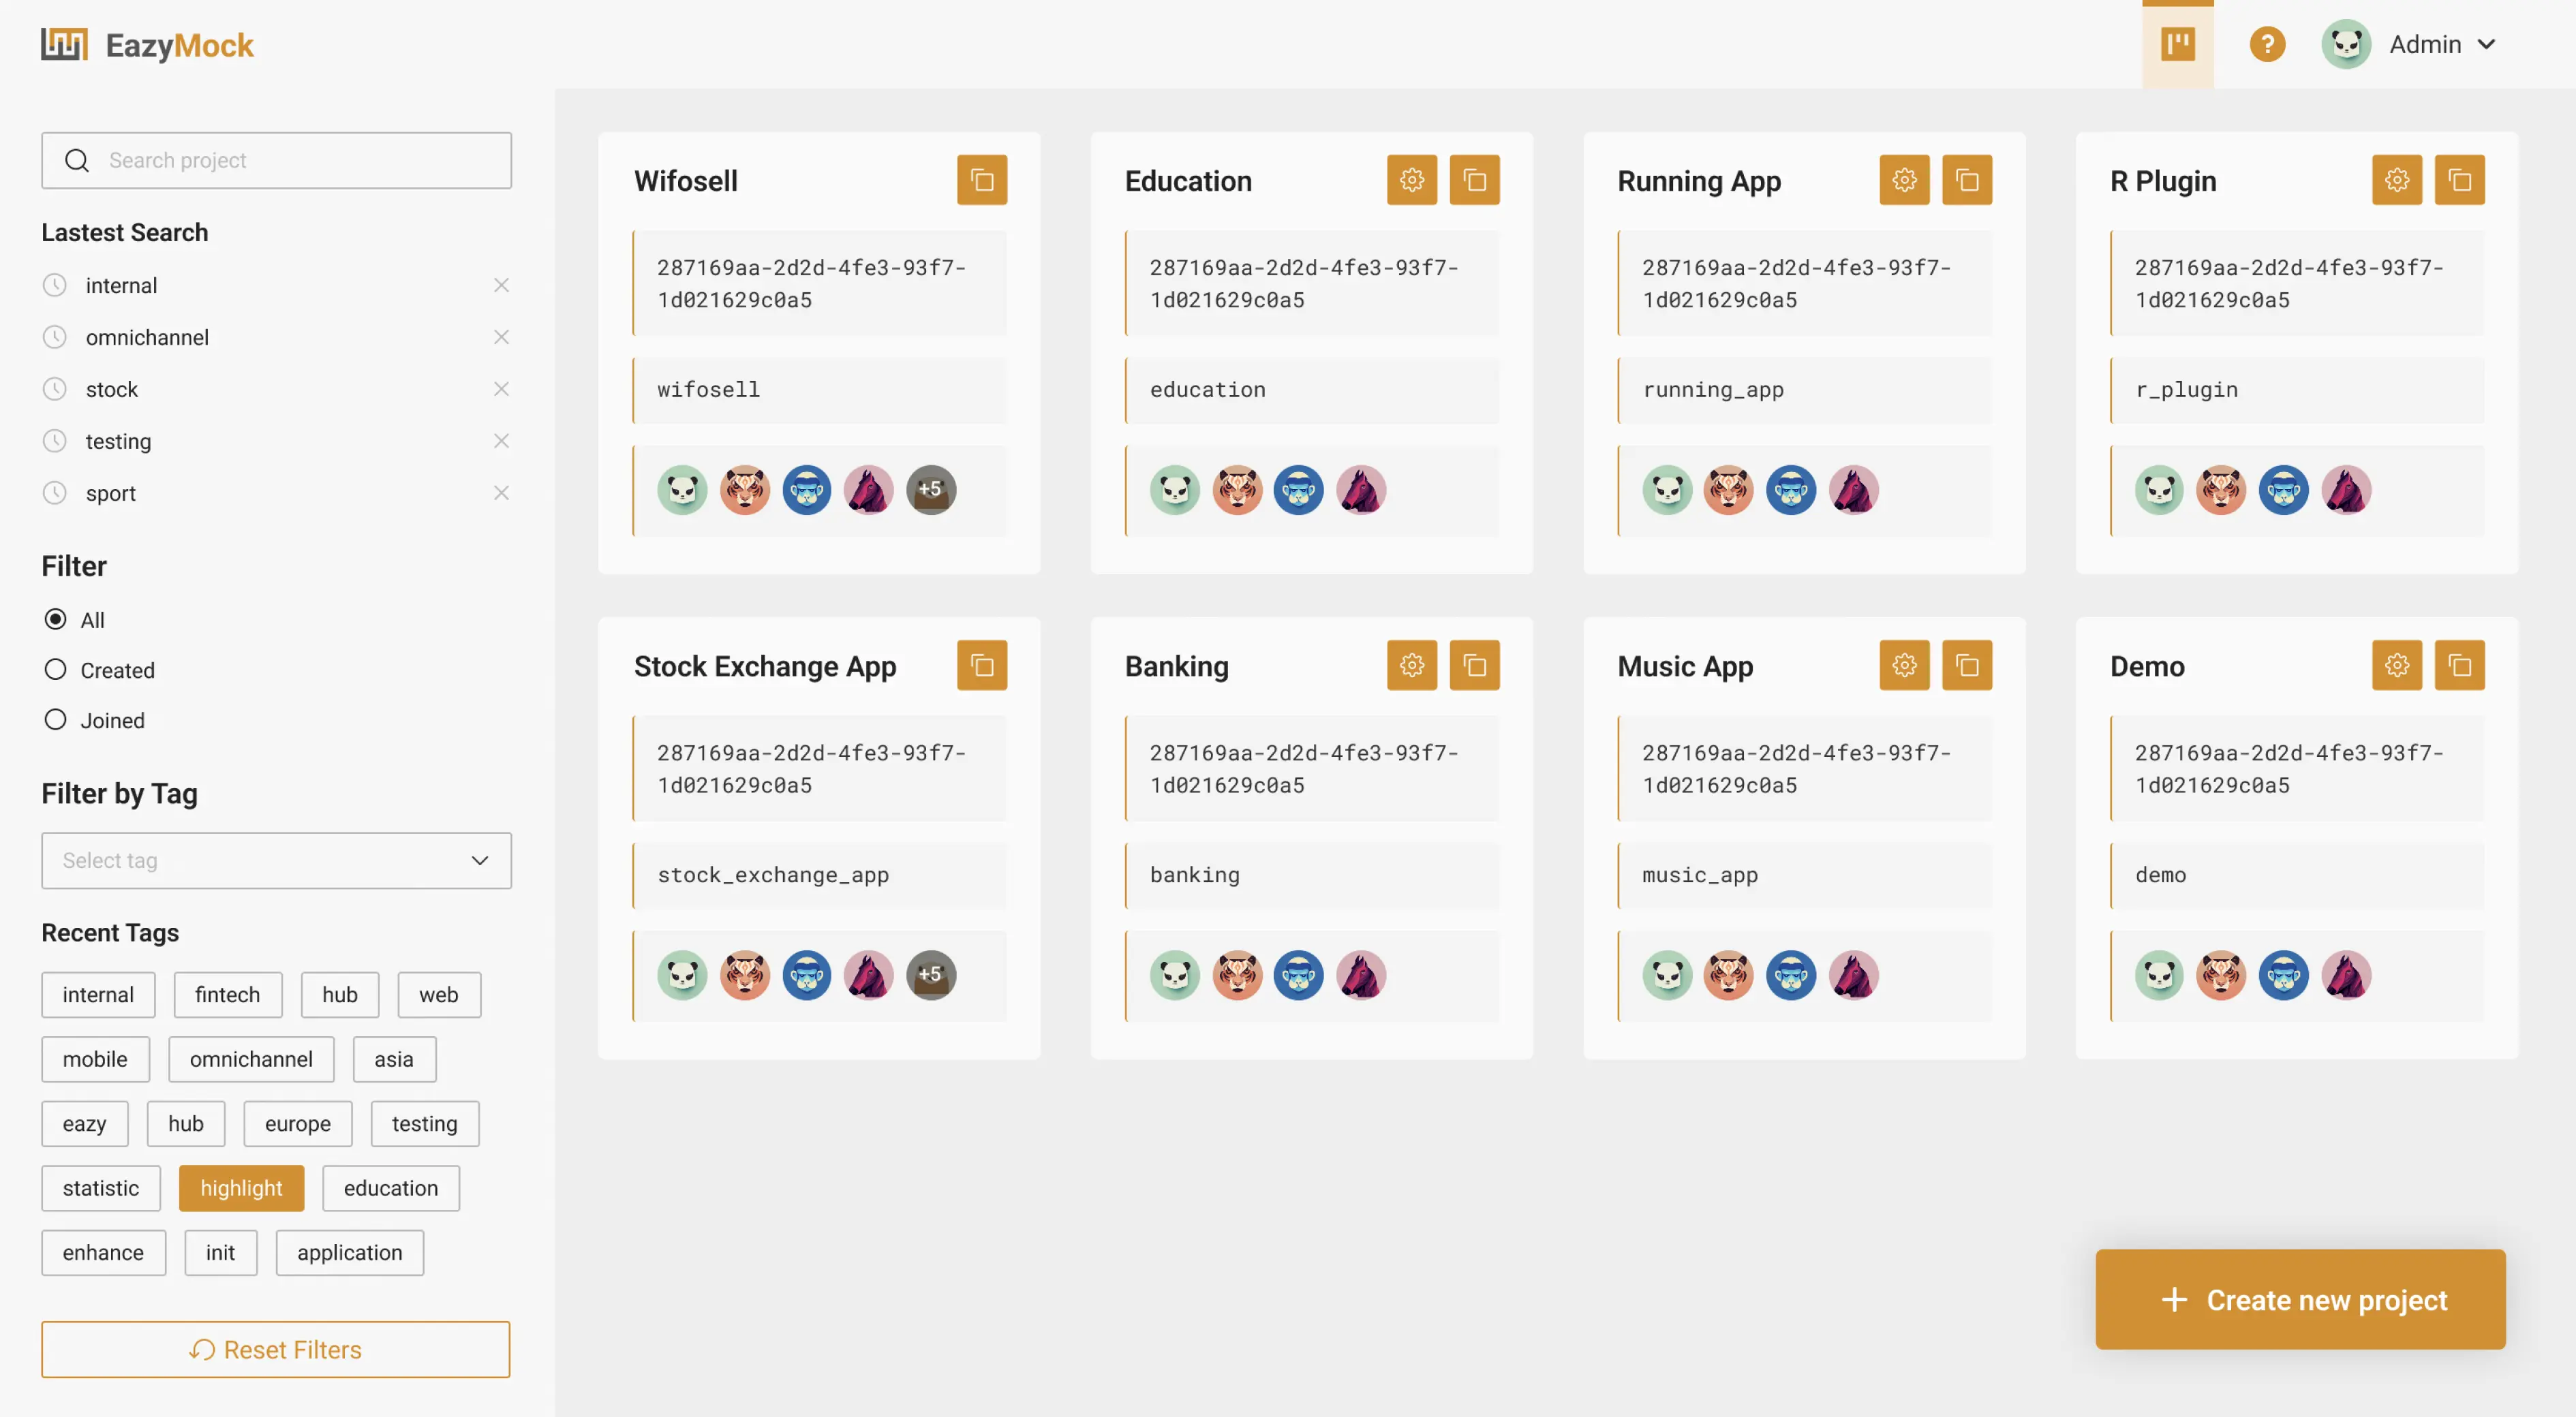 EazyMock
?
Admin
Search project
Lastest Search
internal
omnichannel
stock
testing
sport
Filter
All
Created
Joined
Filter by Tag
Select tag
Recent Tags
internal fintech hub web
mobile omnichannel asia
eazy hub europe testing
statistic highlight education
enhance init application
Reset Filters
Wifosell
287169aa-2d2d-4fe3-93f7-
1d021629c0a5
wifosell
+5
Education
287169aa-2d2d-4fe3-93f7-
1d021629c0a5
education
Running App
287169aa-2d2d-4fe3-93f7-
1d021629c0a5
running_app
R Plugin
287169aa-2d2d-4fe3-93f7-
1d021629c0a5
r_plugin
Stock Exchange App
287169aa-2d2d-4fe3-93f7-
1d021629c0a5
stock_exchange_app
+5
Banking
287169aa-2d2d-4fe3-93f7-
1d021629c0a5
banking
Music App
287169aa-2d2d-4fe3-93f7-
1d021629c0a5
music_app
Demo
287169aa-2d2d-4fe3-93f7-
1d021629c0a5
demo
+ Create new project